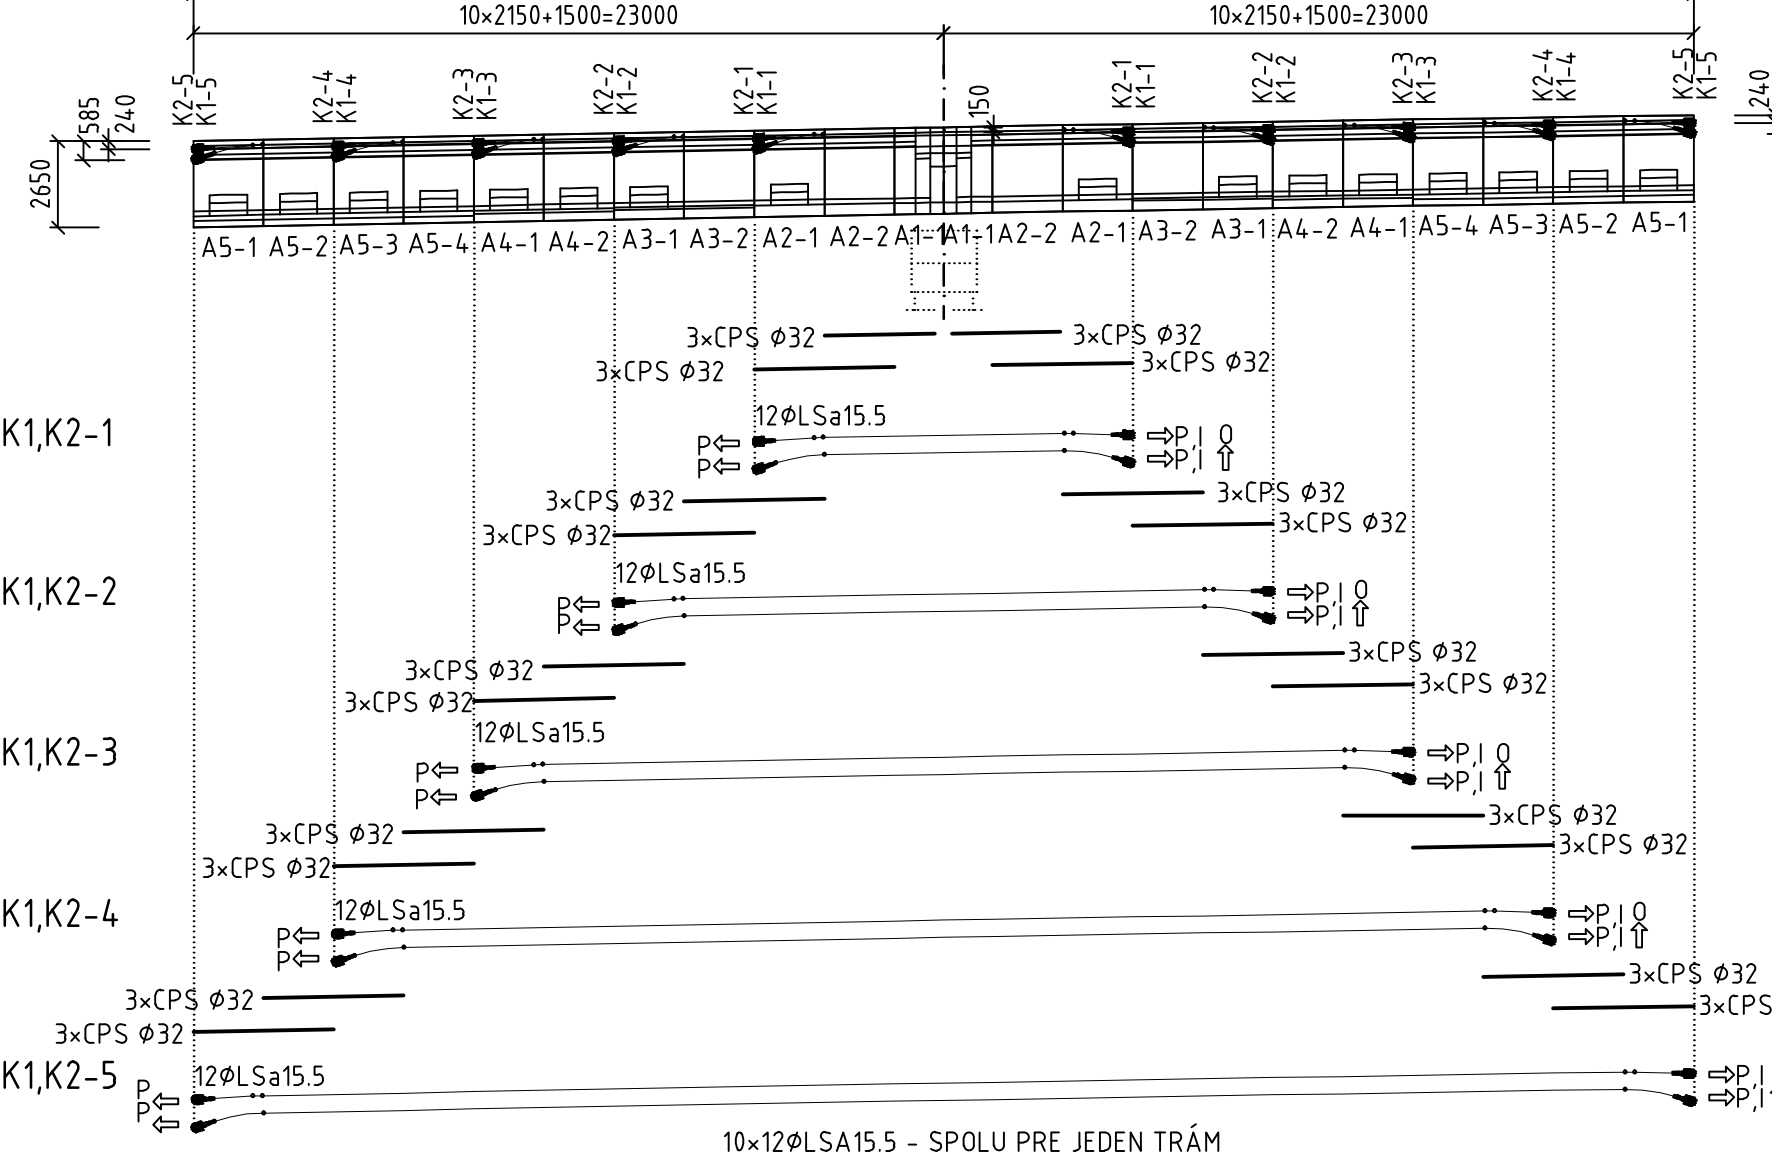 10×2150+1500=23000 10×2150+1500=23000
K2-5 K1-5 K2-4 K1-4 K2-3 K1-3 K2-2 K1-2 K2-1 K1-1 K2-1 K1-1 K2-2 K1-2 K2-3 K1-3 K2-4 K1-4 K2-5 K1-5
585 240 150 240
2650
A5-1 A5-2 A5-3 A5-4 A4-1 A4-2 A3-1 A3-2 A2-1 A2-2 A1-1 A1-1 A2-2 A2-1 A3-2 A3-1 A4-2 A4-1 A5-4 A5-3 A5-2 A5-1
3×CPS Ø32 3×CPS Ø32
3×CPS Ø32 3×CPS Ø32
12ØLSa15.5
K1,K2-1 P P,I O
P P,I
3×CPS Ø32 3×CPS Ø32
3×CPS Ø32 3×CPS Ø32
12ØLSa15.5
K1,K2-2 P P,I O
P P,I
3×CPS Ø32 3×CPS Ø32
3×CPS Ø32 3×CPS Ø32
12ØLSa15.5
K1,K2-3 P P,I O
P P,I
3×CPS Ø32 3×CPS Ø32
3×CPS Ø32 3×CPS Ø32
12ØLSa15.5
K1,K2-4 P P,I O
P P,I
3×CPS Ø32 3×CPS Ø32
3×CPS Ø32 3×CPS
12ØLSa15.5
K1,K2-5 P P,I
P P,I
10×12ØLSA15.5 - SPOLU PRE JEDEN TRÁM